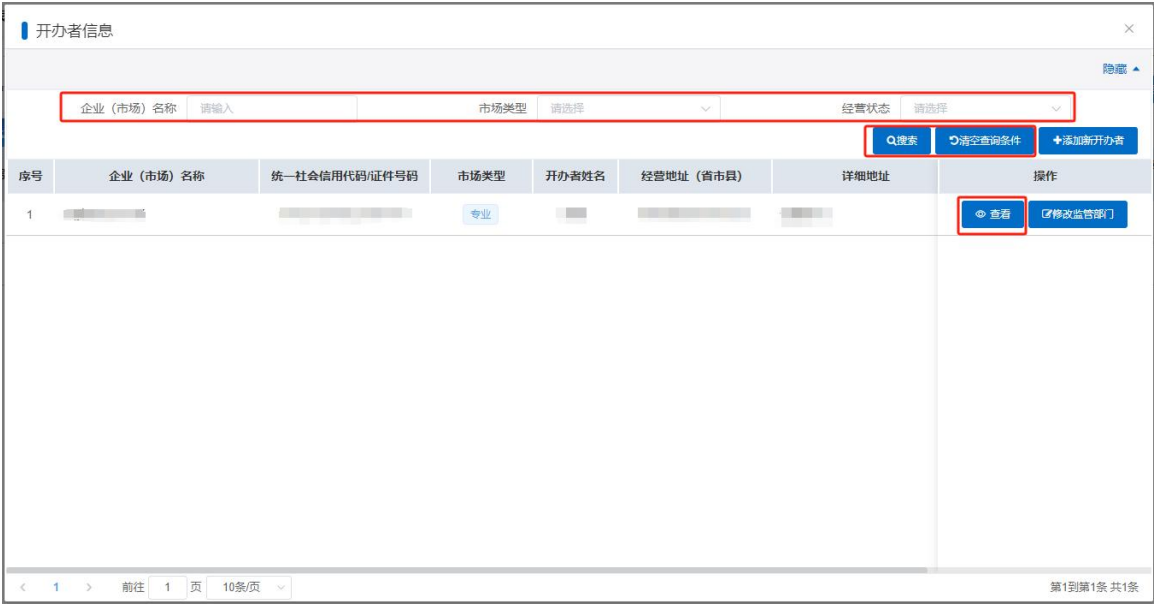 开办者信息
隐藏
企业（市场）名称 请输入 市场类型 请选择 经营状态 请选择
搜索 清空查询条件 添加新开办者
序号 企业（市场）名称 统一社会信用代码/证件号码 市场类型 开办者姓名 经营地址（省市县） 详细地址 操作
1 专业 查看 修改监管部门
1 前往 1 页 10条/页 第1到第1条 共1条